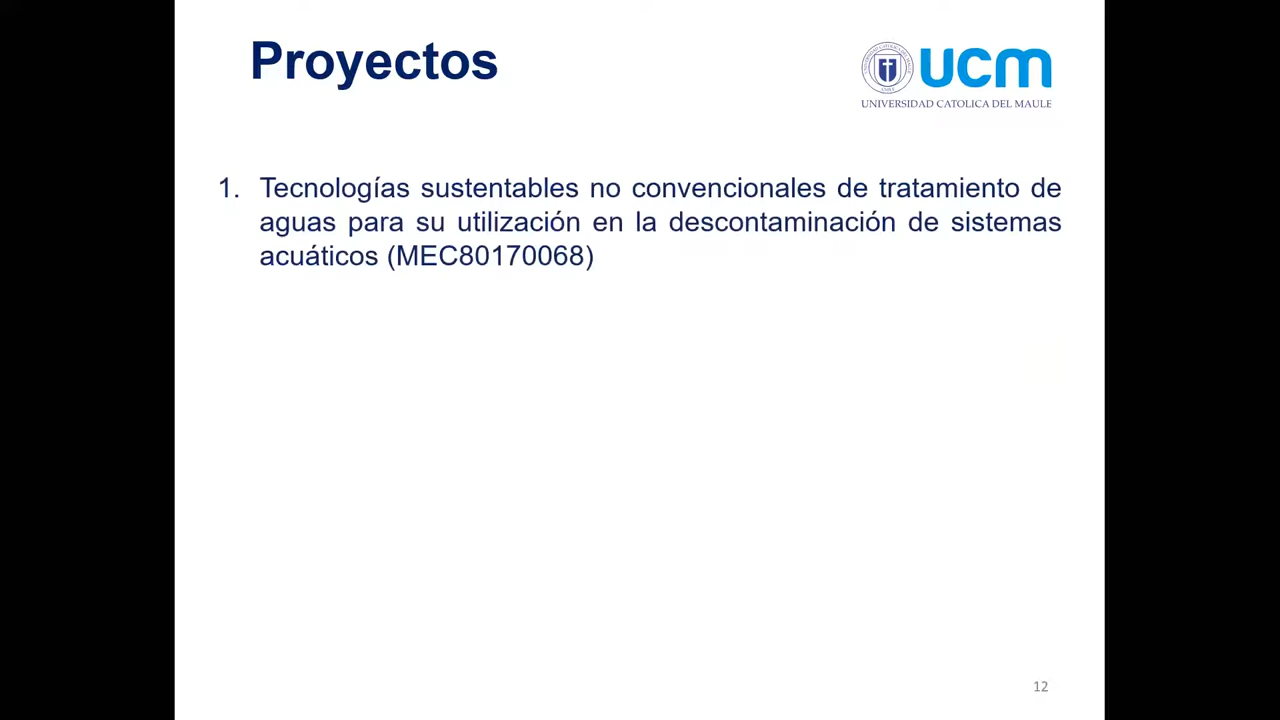 Proyectos
ucm
UNIVERSIDAD CATOLICA DEL MAULE
1. Tecnologías sustentables no convencionales de tratamiento de
aguas para su utilización en la descontaminación de sistemas
acuáticos (MEC80170068)
12